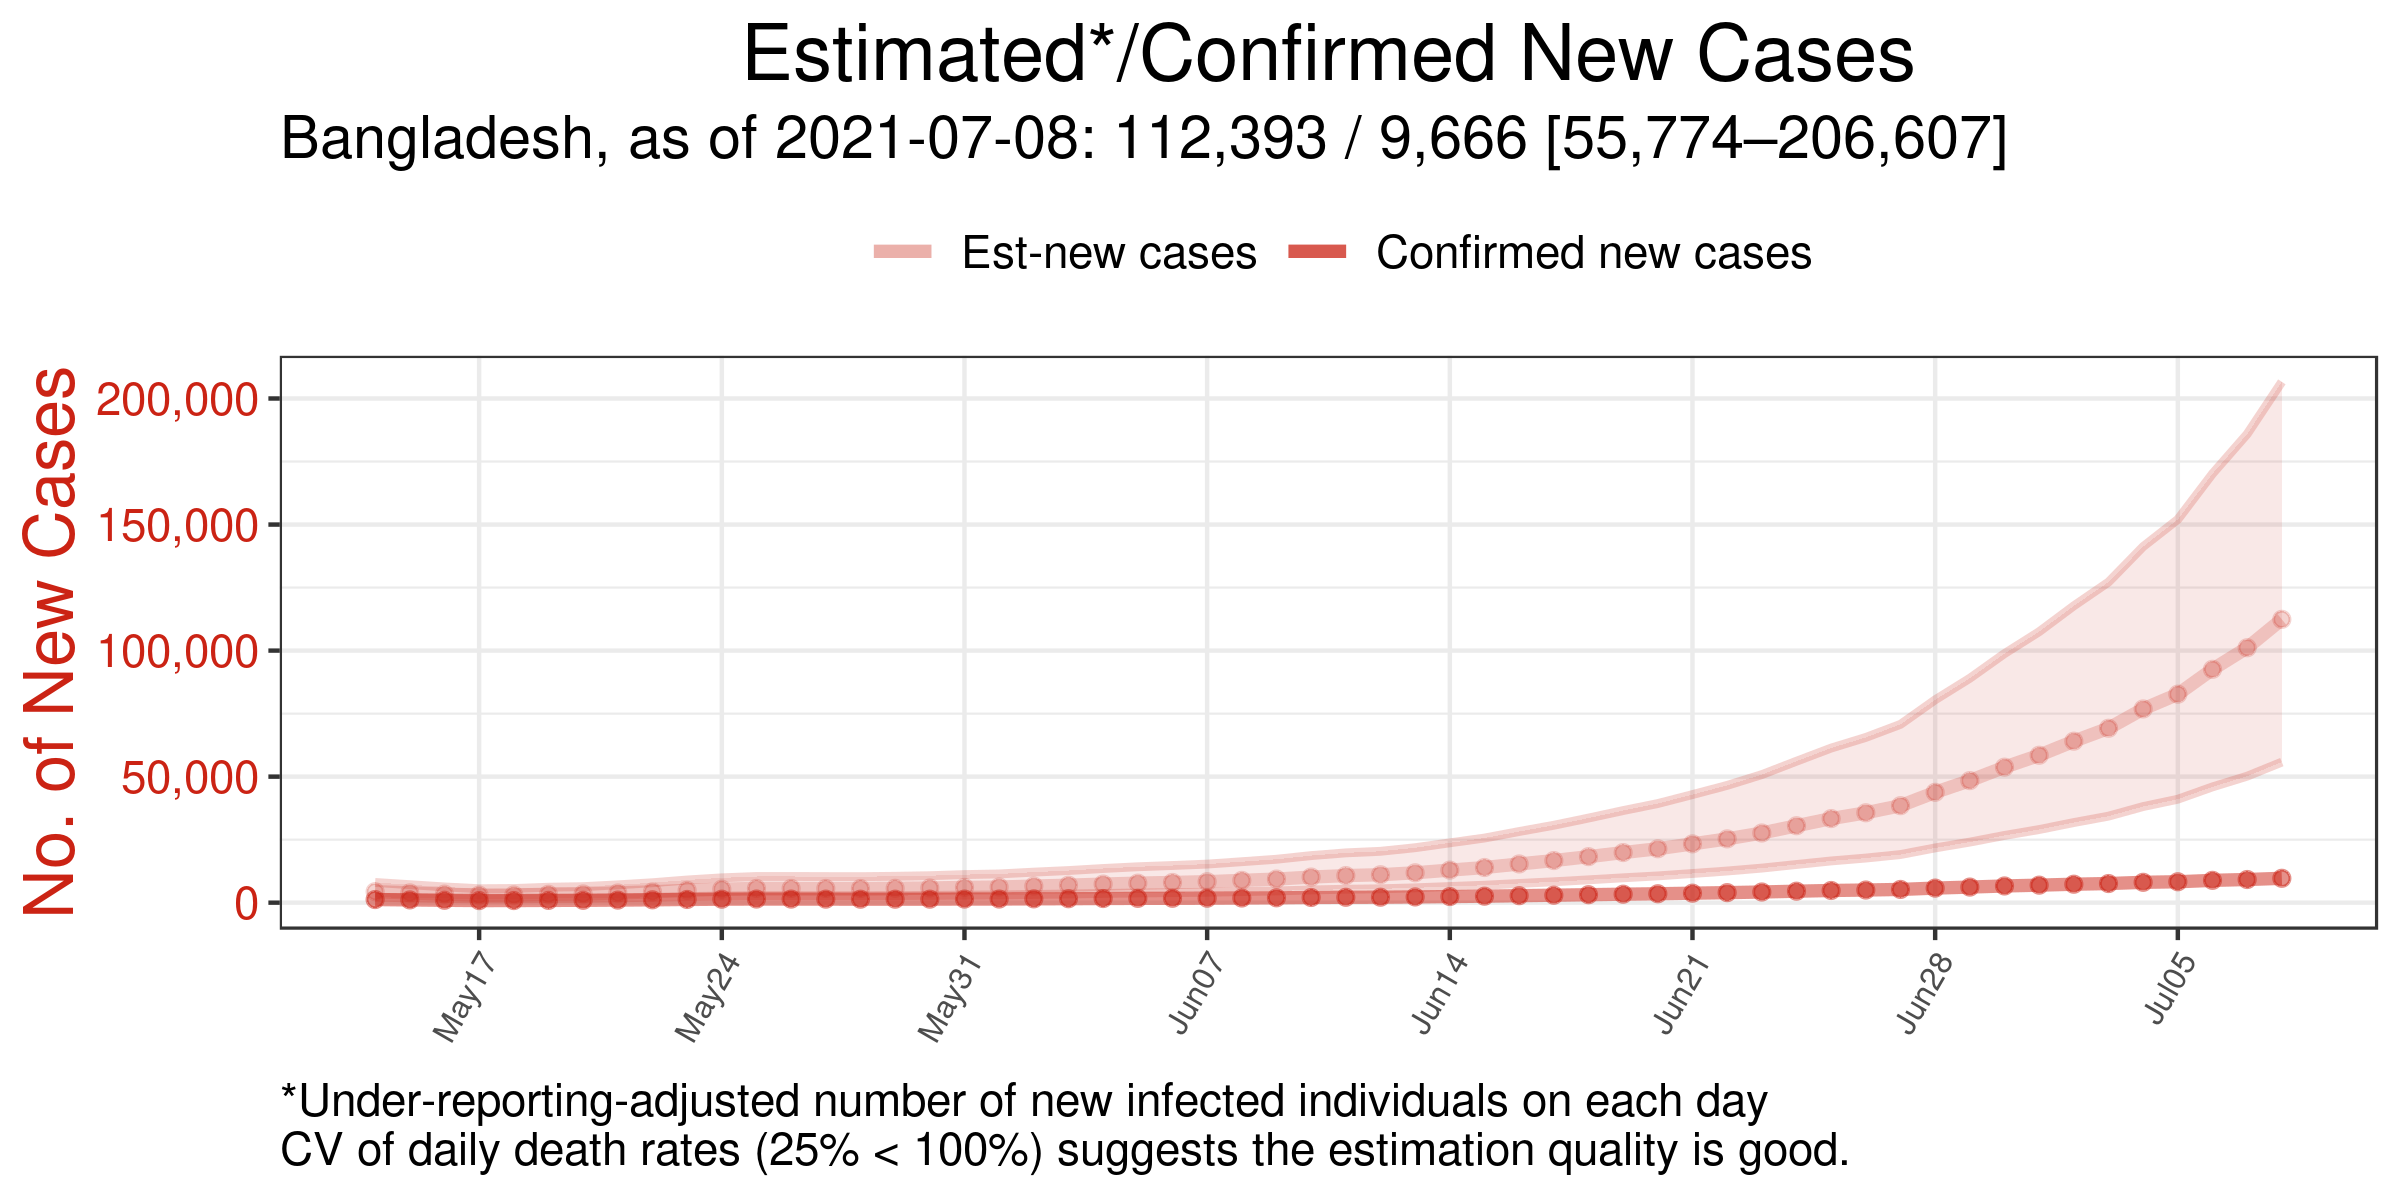 Estimated*/Confirmed New Cases
Bangladesh, as of 2021-07-08: 112,393 / 9,666 [55,774–206,607]
Est-new cases
Confirmed new cases
No. of New Cases
200,000
150,000
100,000
50,000
0
May17
May24
May31
Jun07
Jun14
Jun21
Jun28
Jul05
*Under-reporting-adjusted number of new infected individuals on each day
CV of daily death rates (25% < 100%) suggests the estimation quality is good.